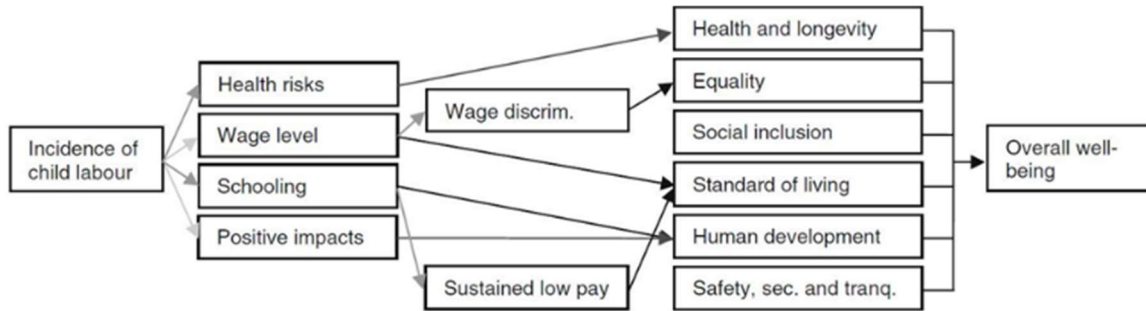 Incidence of
child labour
Health risks
Wage level
Schooling
Positive impacts
Wage discrim.
Sustained low pay
Health and longevity
Equality
Social inclusion
Standard of living
Human development
Safety, sec. and tranq.
Overall well-
being